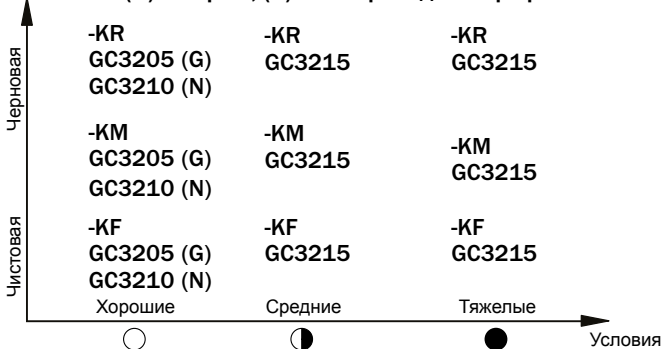 Черновая
-KR
GC3205 (G)
GC3210 (N)
-KR
GC3215
-KR
GC3215
-KM
GC3205 (G)
GC3210 (N)
-KM
GC3215
-KM
GC3215
Чистовая
-KF
GC3205 (G)
GC3210 (N)
-KF
GC3215
-KF
GC3215
Хорошие
Средние
Тяжелые
Условия